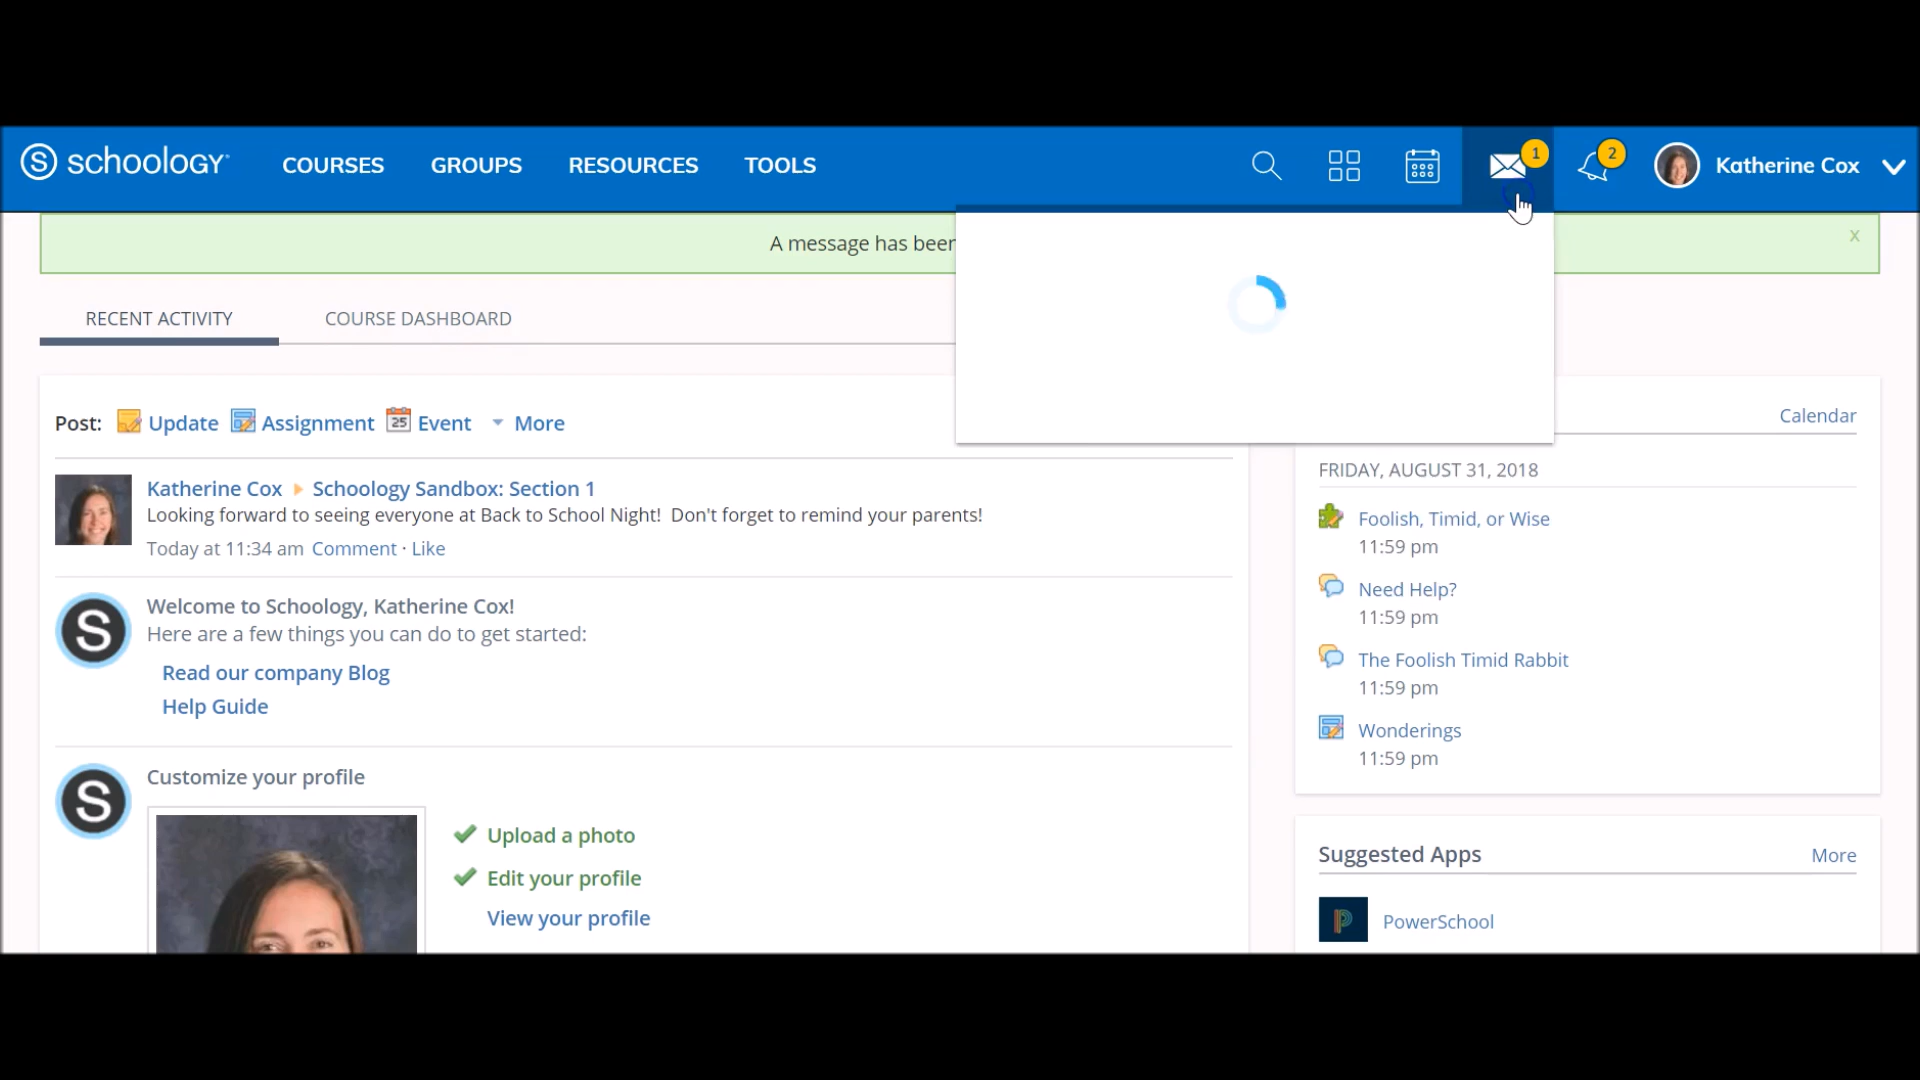 schoology
COURSES GROUPS RESOURCES TOOLS 1 2 Katherine Cox
A message has been
x
RECENT ACTIVITY COURSE DASHBOARD
Post: Update Assignment 25 Event More
Calendar
Katherine Cox Schoology Sandbox: Section 1
Looking forward to seeing everyone at Back to School Night! Don't forget to remind your parents!
Today at 11:34 am Comment · Like
S
Welcome to Schoology, Katherine Cox!
Here are a few things you can do to get started:
Read our company Blog
Help Guide
S
Customize your profile
Upload a photo
Edit your profile
View your profile
FRIDAY, AUGUST 31, 2018
Foolish, Timid, or Wise
11:59 pm
Need Help?
11:59 pm
The Foolish Timid Rabbit
11:59 pm
Wonderings
11:59 pm
Suggested Apps More
PowerSchool